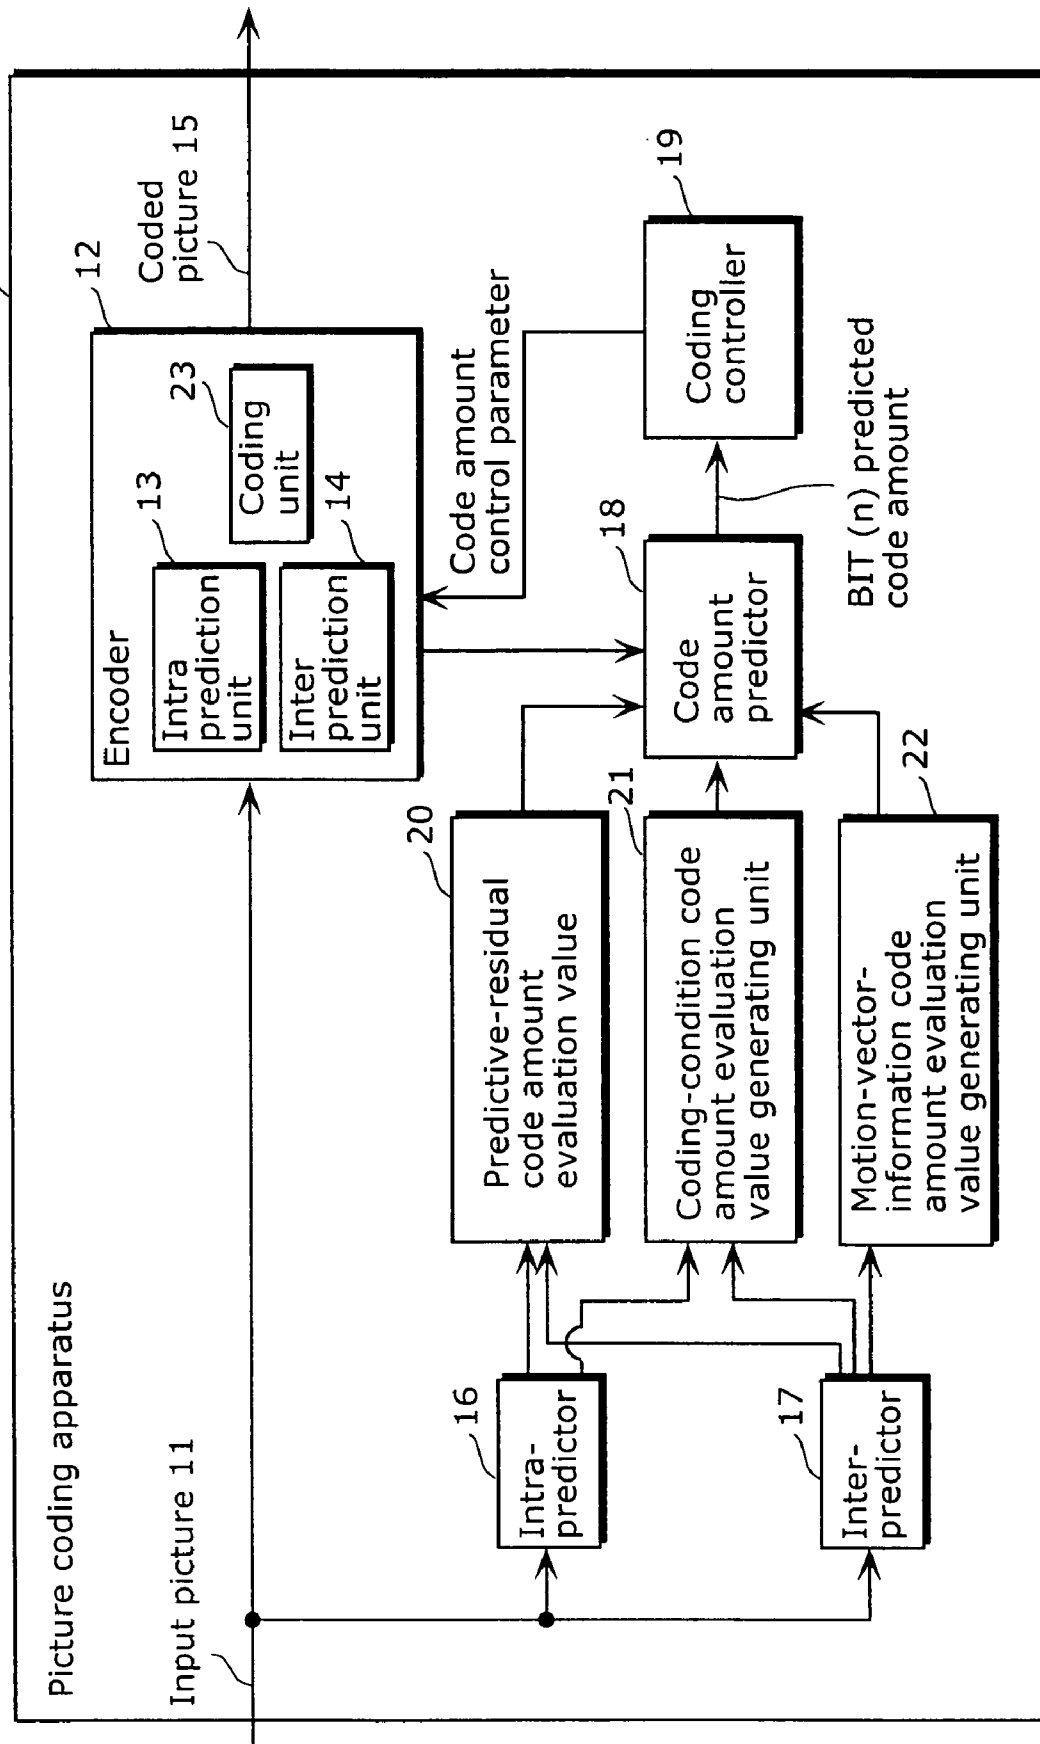 Picture coding apparatus
Input picture 11
Encoder
12
Coded
picture 15
Intra
prediction
unit
13
Inter
prediction
unit
14
Coding
unit
23
Code amount
control parameter
16
Intra-
predictor
17
Inter-
predictor
20
Predictive-residual
code amount
evaluation value
21
Coding-condition code
amount evaluation
value generating unit
22
Motion-vector-
information code
amount evaluation
value generating unit
18
Code
amount
predictor
BIT (n) predicted
code amount
19
Coding
controller